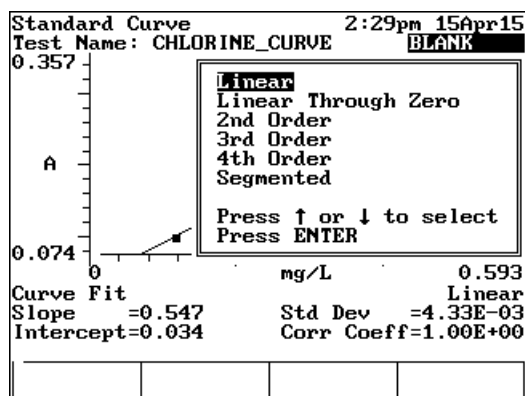 Standard Curve 2:29pm 15Apr15
Test Name: CHLORINE_CURVE BLANK
0.357
Linear
Linear Through Zero
2nd Order
3rd Order
4th Order
Segmented
Press ↑ or ↓ to select
Press ENTER
A
0.074
0 mg/L 0.593
Curve Fit Linear
Slope =0.547 Std Dev =4.33E-03
Intercept=0.034 Corr Coeff=1.00E+00